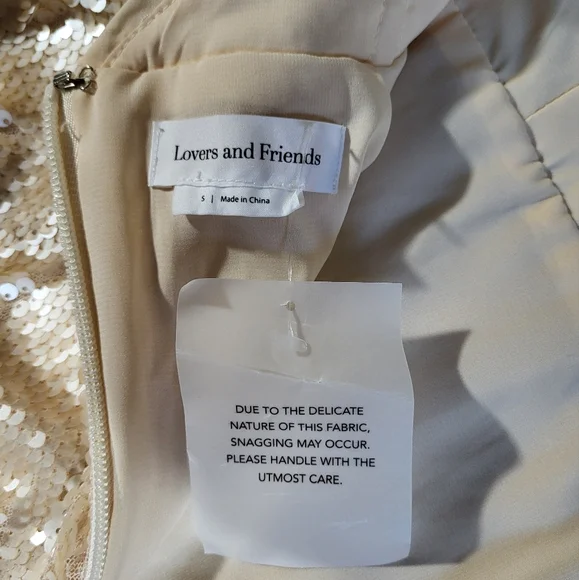 Lovers and Friends
S | Made in China
DUE TO THE DELICATE
NATURE OF THIS FABRIC,
SNAGGING MAY OCCUR.
PLEASE HANDLE WITH THE
UTMOST CARE.